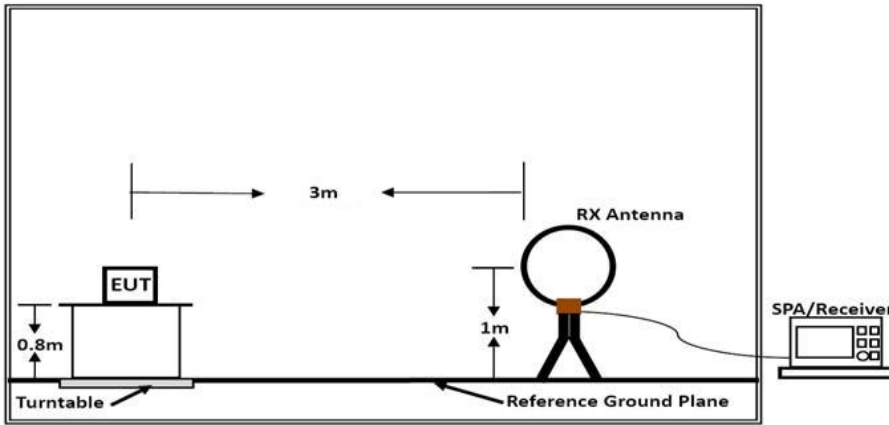 3m
RX Antenna
EUT
SPA/Receiver
0.8m
1m
Turntable
Reference Ground Plane